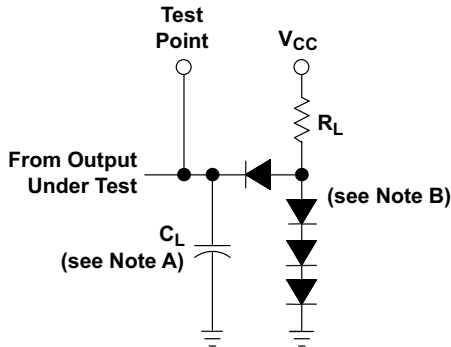 Test
Point
V_CC
R_L
From Output
Under Test
(see Note B)
C_L
(see Note A)